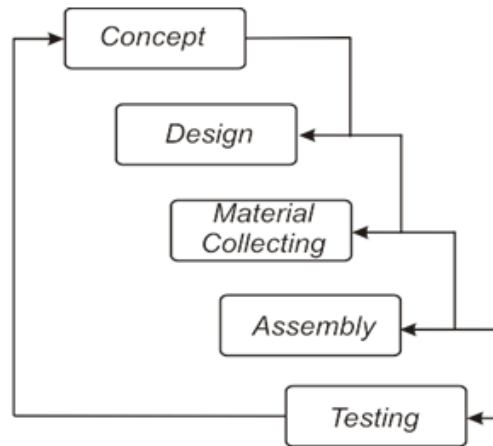 Concept
Design
Material
Collecting
Assembly
Testing